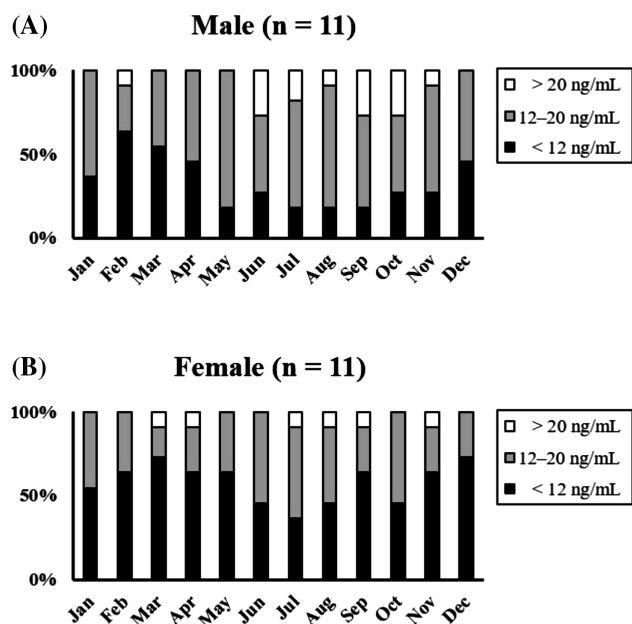 (A)
Male (n = 11)
100%
50%
0%
Jan Feb Mar Apr May Jun Jul Aug Sep Oct Nov Dec
> 20 ng/mL
12–20 ng/mL
< 12 ng/mL
(B)
Female (n = 11)
100%
50%
0%
Jan Feb Mar Apr May Jun Jul Aug Sep Oct Nov Dec
> 20 ng/mL
12–20 ng/mL
< 12 ng/mL